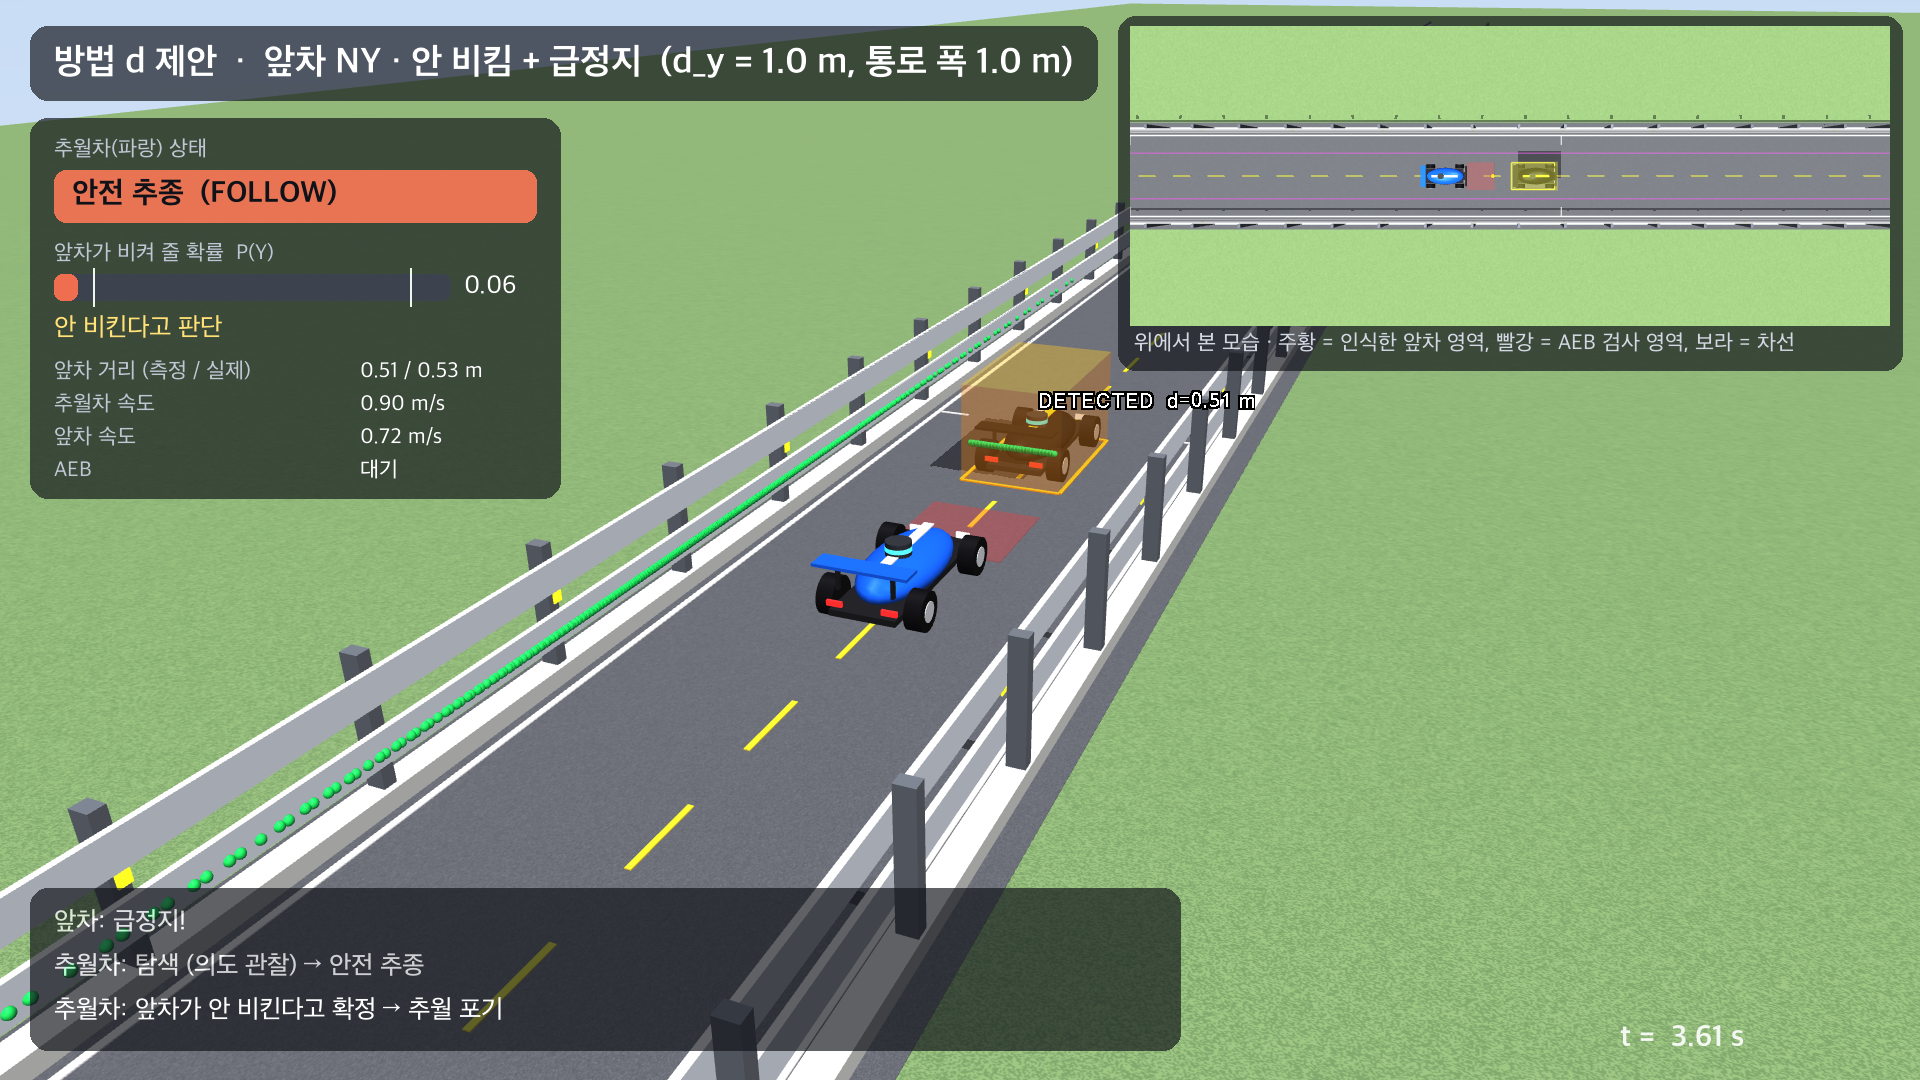 방법 d 제안 · 앞차 NY · 안 비킴 + 급정지 (d_y = 1.0 m, 통로 폭 1.0 m)
추월차(파랑) 상태
안전 추종 (FOLLOW)
앞차가 비켜 줄 확률 P(Y)
0.06
안 비킨다고 판단
앞차 거리 (측정 / 실제) 0.51 / 0.53 m
추월차 속도 0.90 m/s
앞차 속도 0.72 m/s
AEB 대기
위에서 본 모습 · 주황 = 인식한 앞차 영역, 빨강 = AEB 검사 영역, 보라 = 차선
DETECTED d=0.51 m
앞차: 급정지!
추월차: 탐색 (의도 관찰) → 안전 추종
추월차: 앞차가 안 비킨다고 확정 → 추월 포기
t = 3.61 s